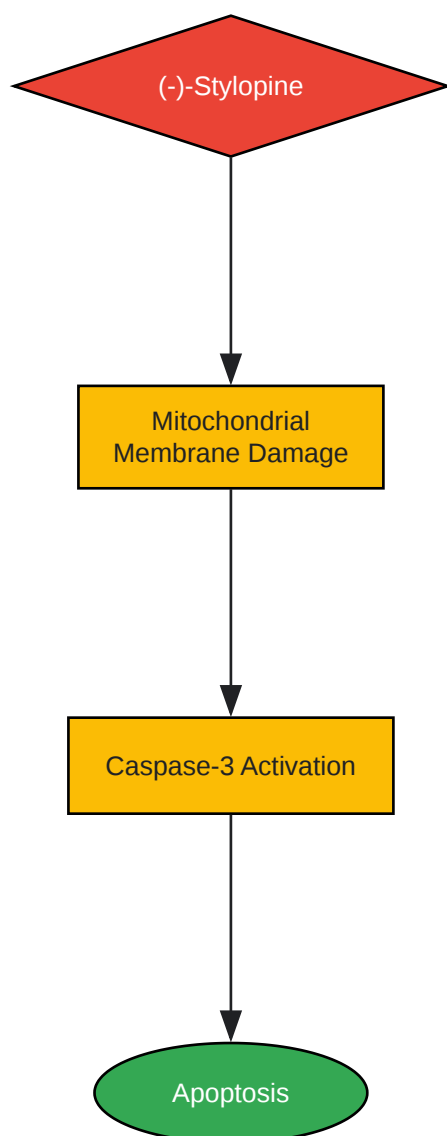 (-)-Stylopine
Mitochondrial
Membrane Damage
Caspase-3 Activation
Apoptosis